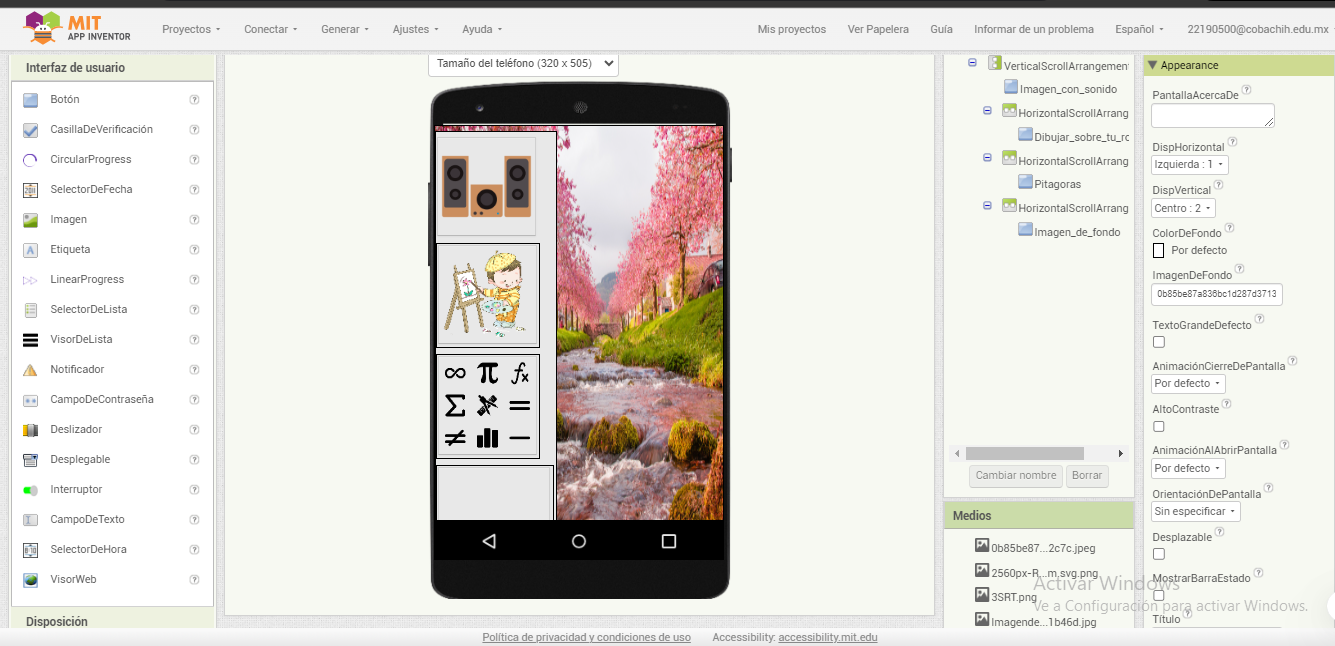 MIT
APP INVENTOR
Proyectos
Conectar
Generar
Ajustes
Ayuda
Mis proyectos
Ver Papelera
Guía
Informar de un problema
Español
22190500@cobachih.edu.mx
Interfaz de usuario
Botón
CasillaDeVerificación
CircularProgress
SelectorDeFecha
Imagen
Etiqueta
LinearProgress
SelectorDeLista
VisorDeLista
Notificador
CampoDeContraseña
Deslizador
Desplegable
Interruptor
CampoDeTexto
SelectorDeHora
VisorWeb
Disposición
Tamaño del teléfono (320 x 505)
∞ π fx
Σ =
≠ −
VerticalScrollArrangement
Imagen_con_sonido
HorizontalScrollArrang
Dibujar_sobre_tu_ro
HorizontalScrollArrang
Pitagoras
HorizontalScrollArrang
Imagen_de_fondo
Cambiar nombre
Borrar
Medios
0b85be87...2c7c.jpeg
2560px-R...m.svg.png
3SRT.png
Imagende...1b46d.jpg
Appearance
PantallaAcercaDe
DispHorizontal
Izquierda : 1
DispVertical
Centro : 2
ColorDeFondo
Por defecto
ImagenDeFondo
0b85be87a836bc1d287d3713
TextoGrandeDefecto
AnimaciónCierreDePantalla
Por defecto
AltoContraste
AnimaciónAlAbrirPantalla
Por defecto
OrientaciónDePantalla
Sin especificar
Desplazable
MostrarBarraEstado
Título
Activar Windows
Ve a Configuración para activar Windows.
Política de privacidad y condiciones de uso
Accessibility: accessibility.mit.edu